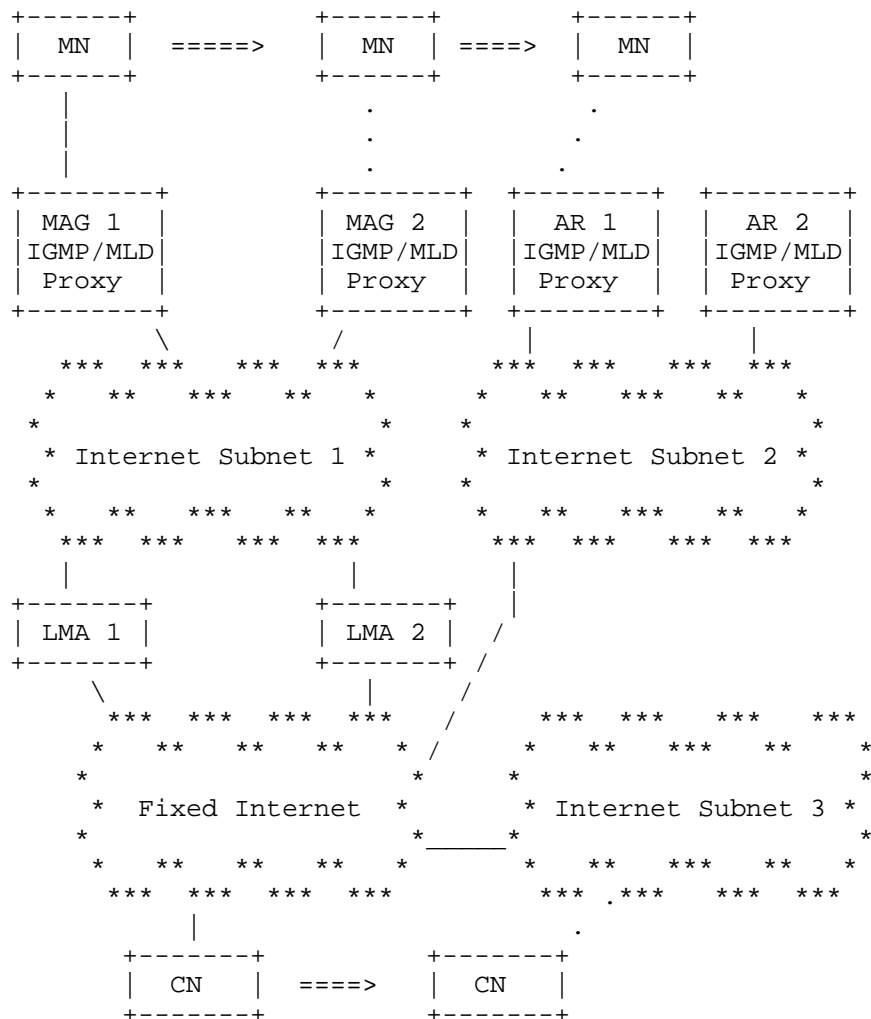 MN =====> MN ====> MN
MAG 1 MAG 2 AR 1 AR 2
IGMP/MLD IGMP/MLD IGMP/MLD IGMP/MLD
Proxy Proxy Proxy Proxy
Internet Subnet 1 Internet Subnet 2
LMA 1 LMA 2
Fixed Internet Internet Subnet 3
CN ====> CN